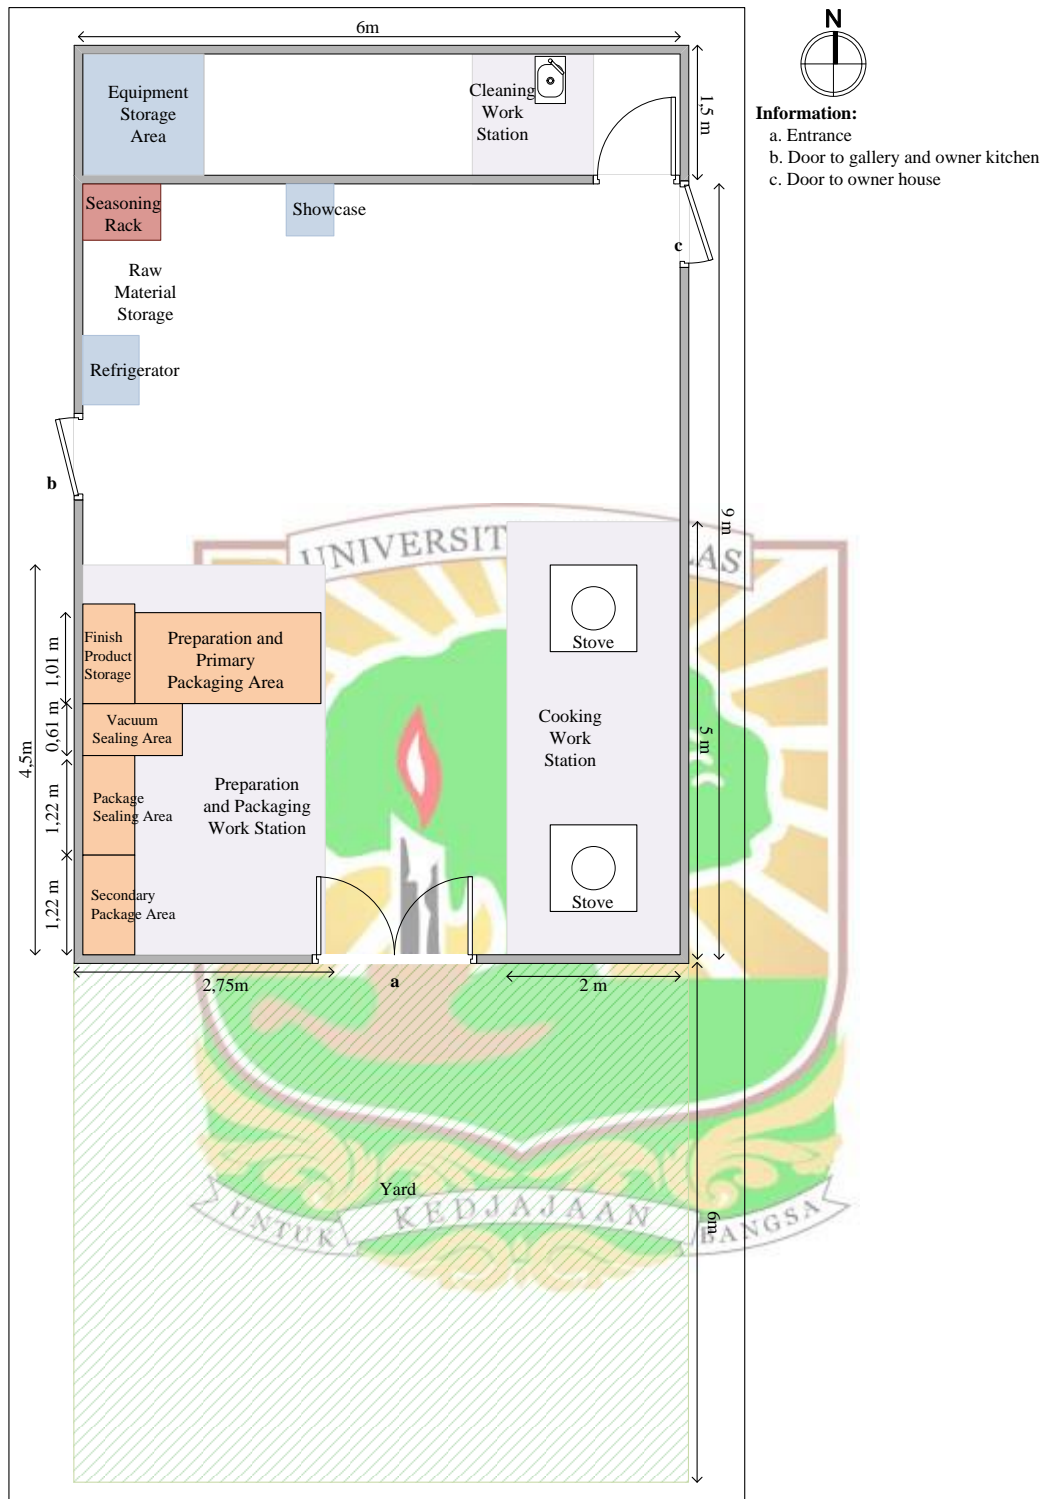 6m
N
Information:
a. Entrance
b. Door to gallery and owner kitchen
c. Door to owner house
Equipment
Storage
Area
Cleaning
Work
Station
1,5 m
Seasoning
Rack
Showcase
c
Raw
Material
Storage
Refrigerator
b
9 m
UNIVERSIT
LAS
Finish
Product
Storage
Preparation and
Primary
Packaging Area
Stove
1,01 m
Vacuum
Sealing Area
0,61 m
Cooking
Work
Station
5 m
4,5m
Package
Sealing Area
1,22 m
Preparation
and Packaging
Work Station
Secondary
Package Area
1,22 m
Stove
2,75m
a
2 m
Yard
6m
UNTUK
KEDJAJAAN
BANGSA